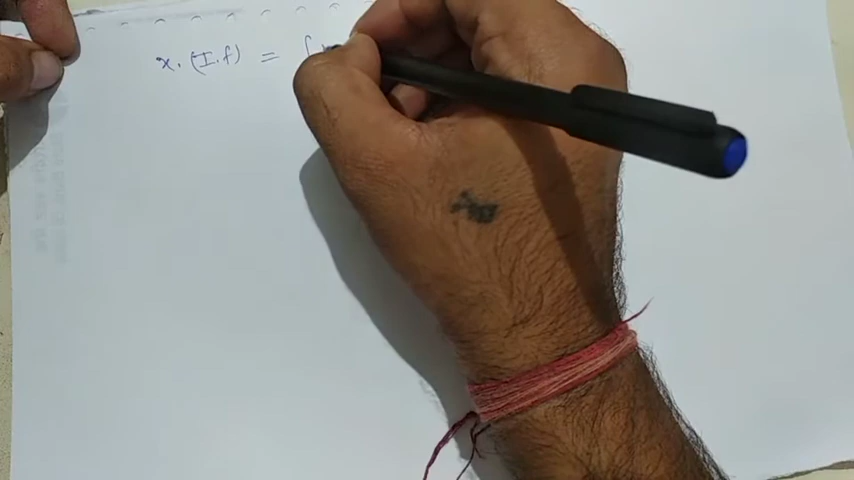 x. (I.f) =